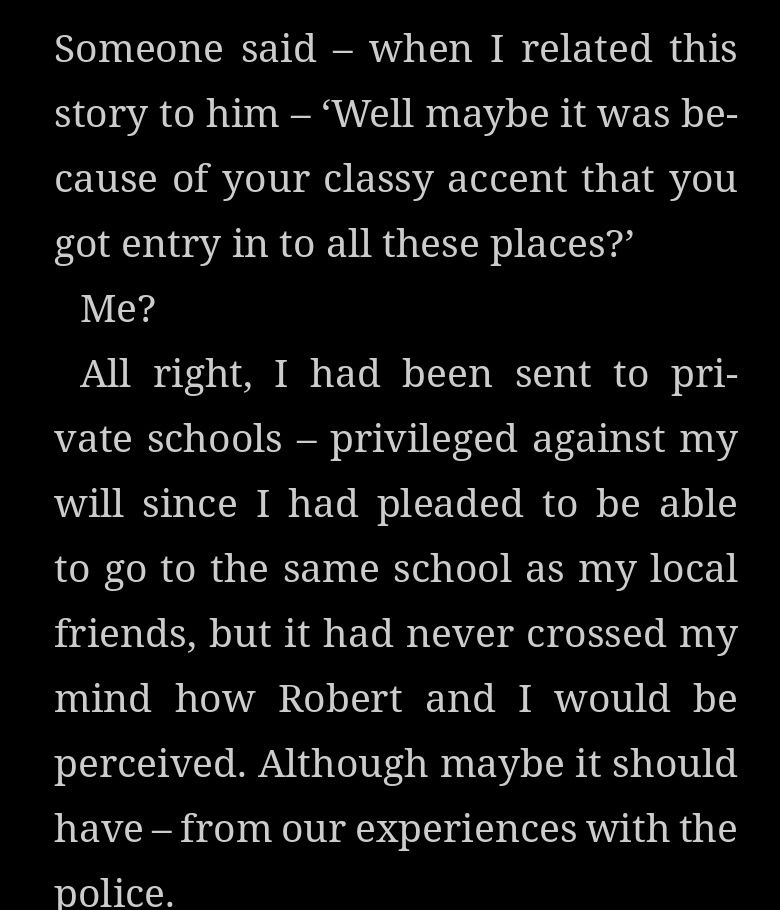 Someone said – when I related this
story to him – ‘Well maybe it was be-
cause of your classy accent that you
got entry in to all these places?’
Me?
All right, I had been sent to pri-
vate schools – privileged against my
will since I had pleaded to be able
to go to the same school as my local
friends, but it had never crossed my
mind how Robert and I would be
perceived. Although maybe it should
have – from our experiences with the
police.